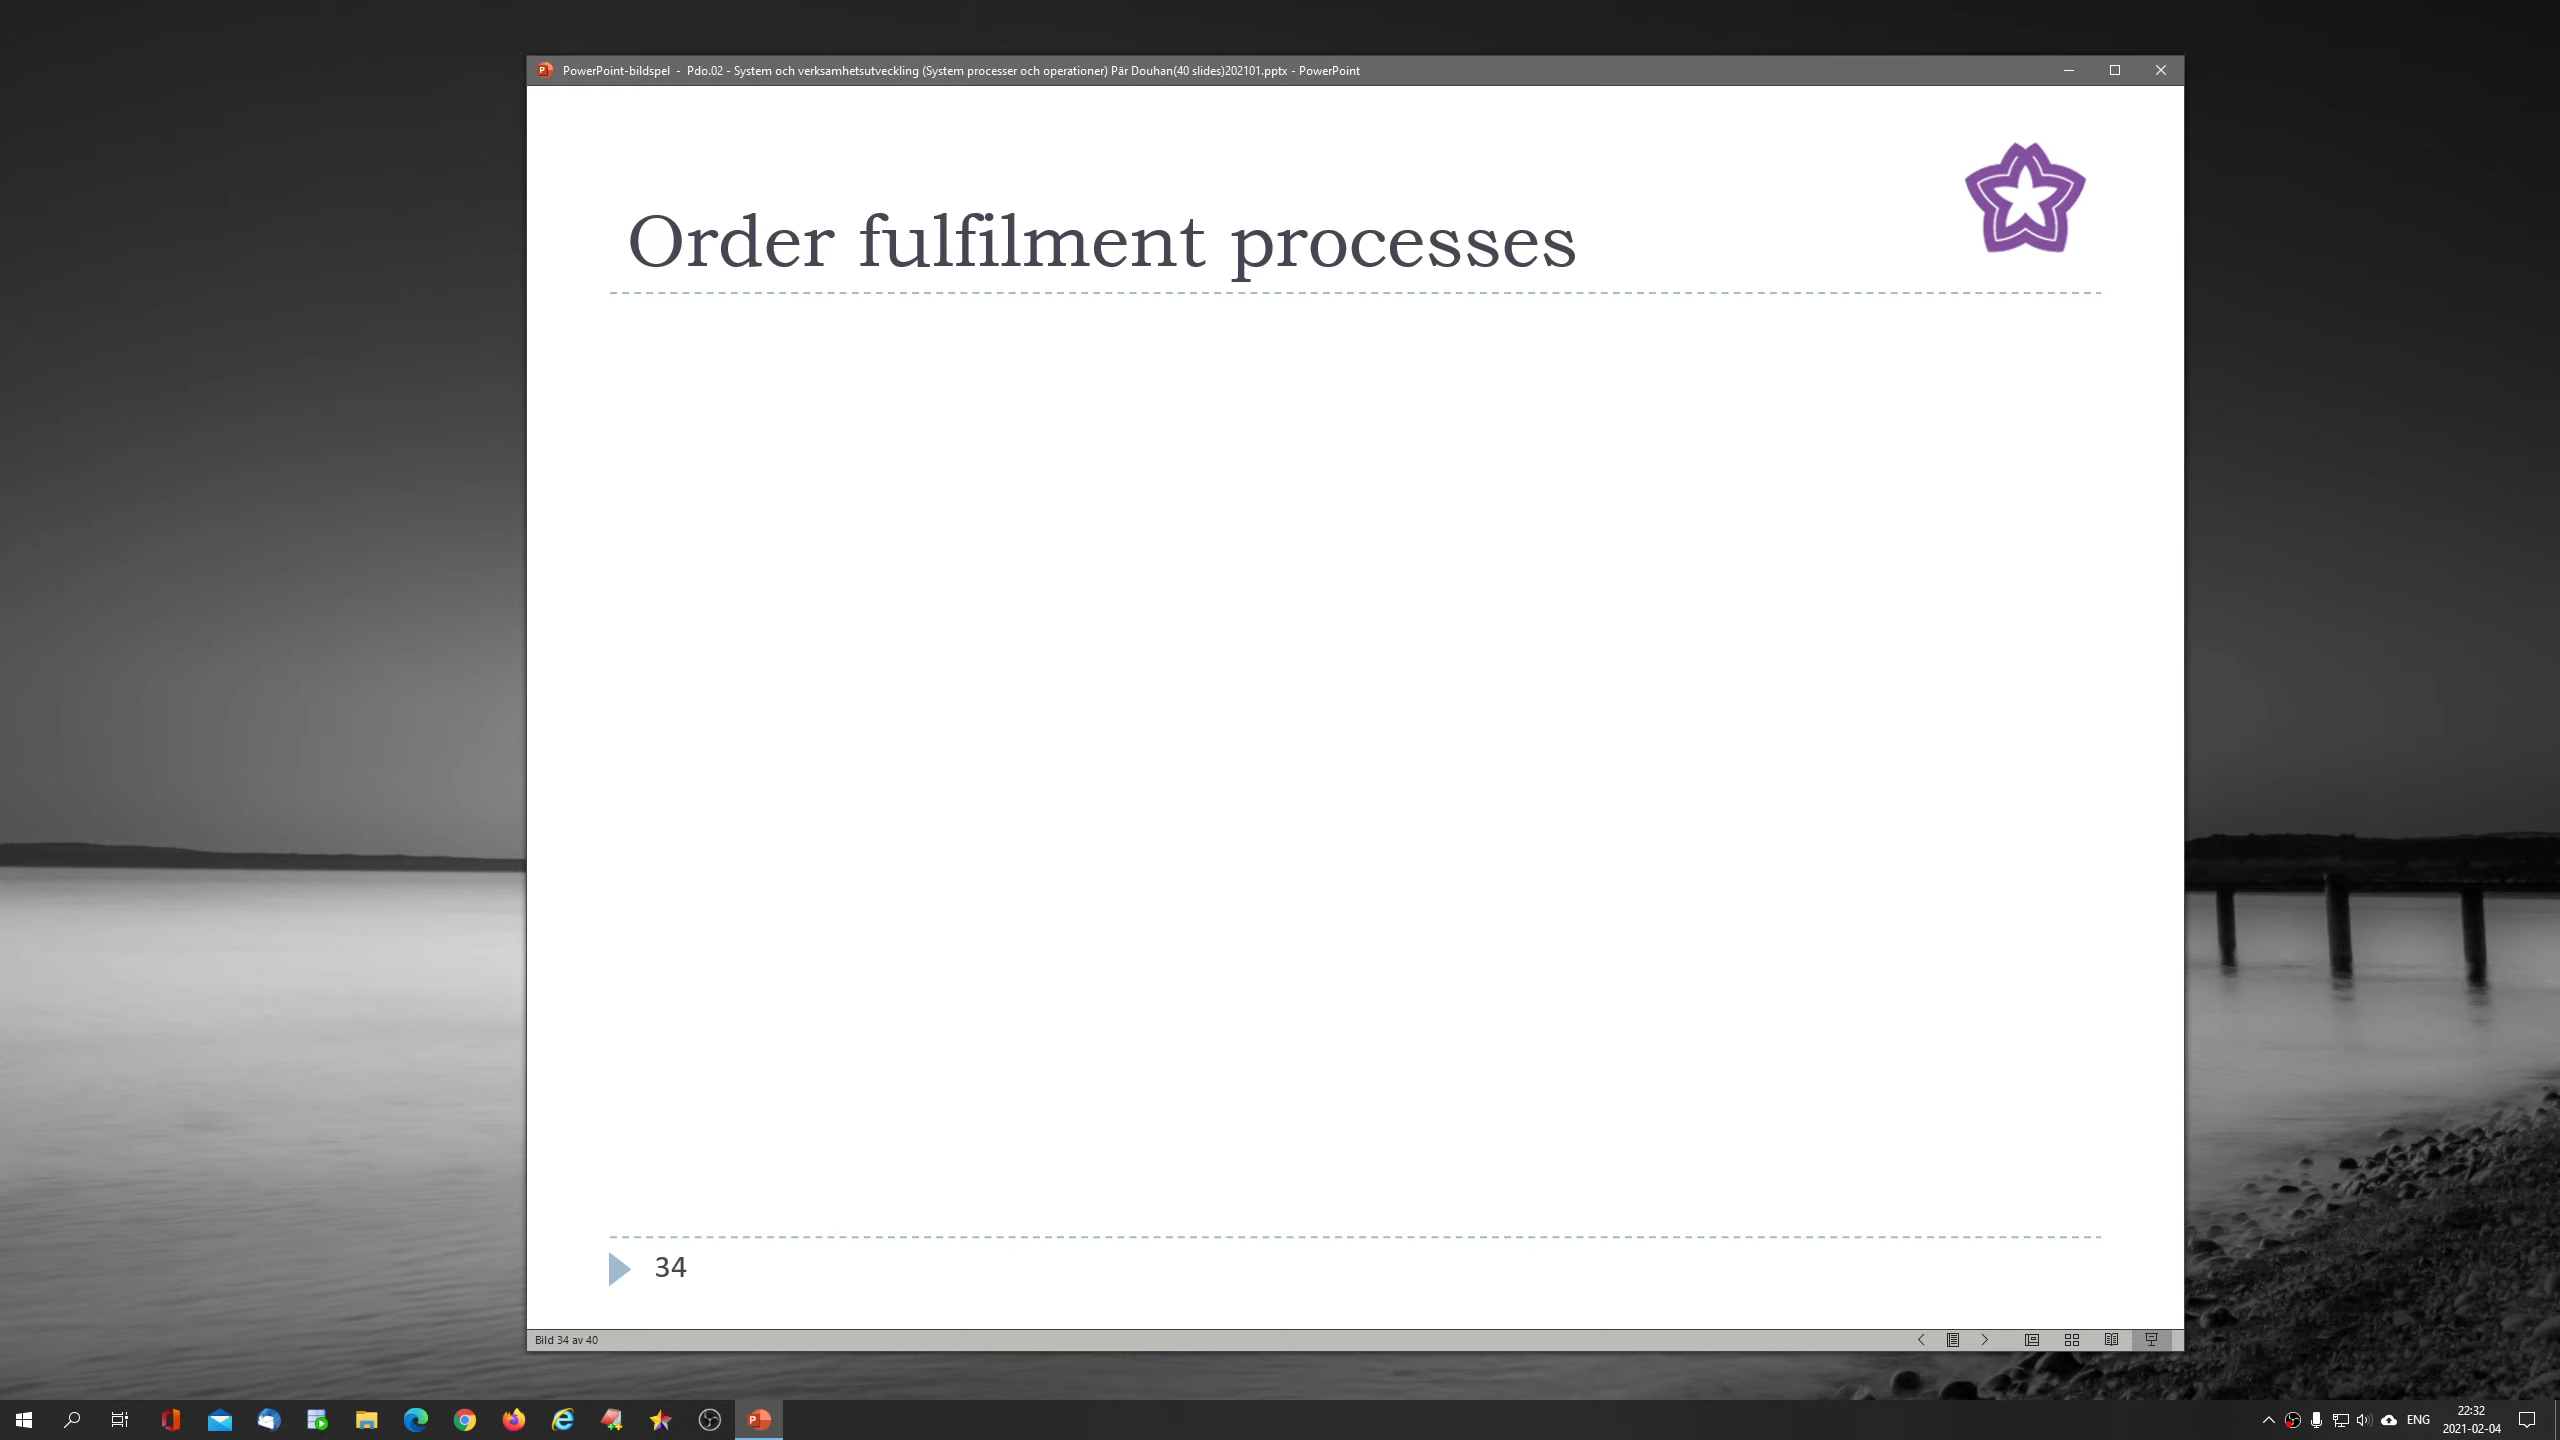 PowerPoint-bildspel - Pdo.02 - System och verksamhetsutveckling (System processer och operationer) Pär Douhan(40 slides)202101.pptx - PowerPoint
Order fulfilment processes
34
Bild 34 av 40
ENG
22:32
2021-02-04